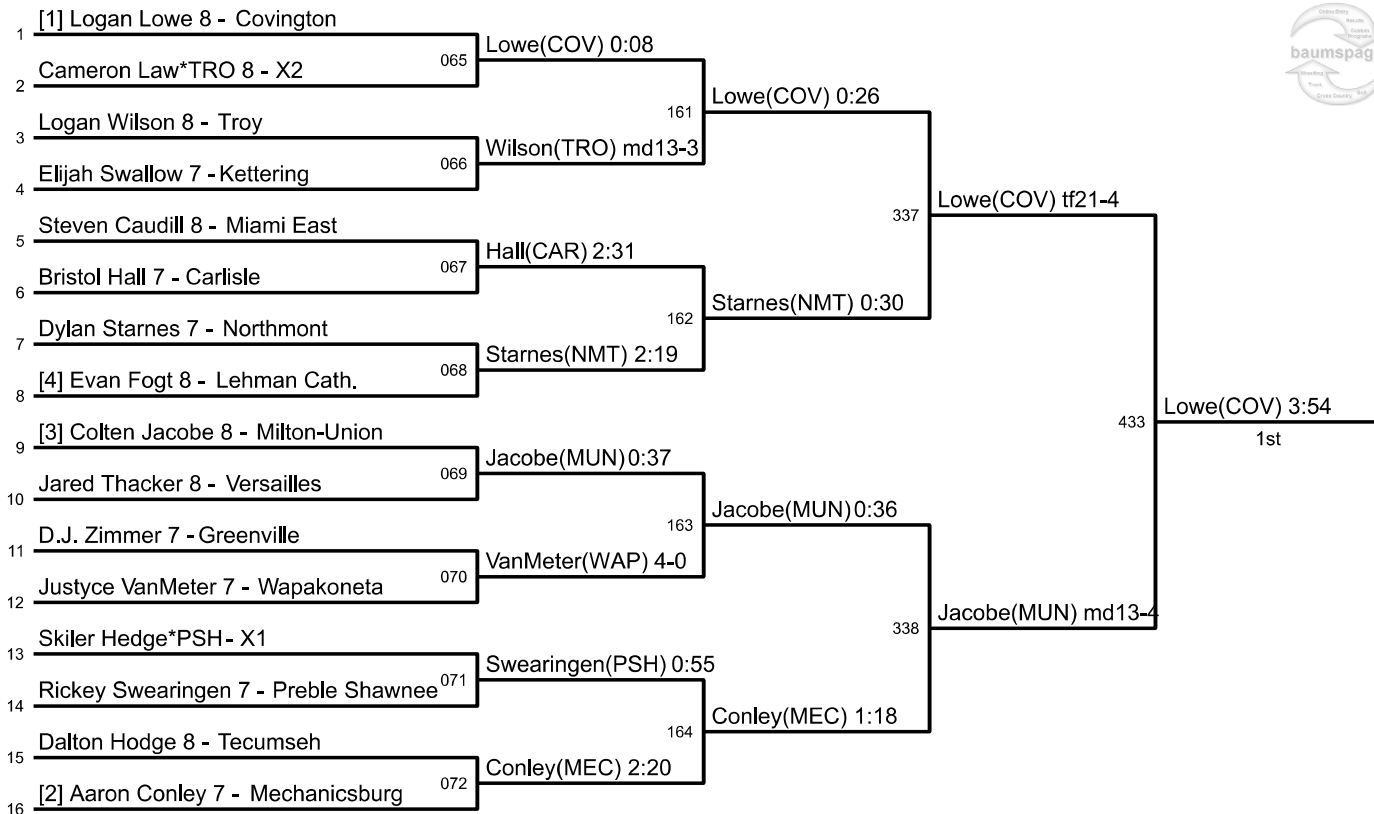 [1] Logan Lowe 8 - Covington
1
Lowe(COV) 0:08
065
Cameron Law*TRO 8 - X2
2
Lowe(COV) 0:26
161
Logan Wilson 8 - Troy
3
Wilson(TRO) md13-3
066
Elijah Swallow 7 - Kettering
4
Lowe(COV) tf21-4
337
Steven Caudill 8 - Miami East
5
Hall(CAR) 2:31
067
Bristol Hall 7 - Carlisle
6
Starnes(NMT) 0:30
162
Dylan Starnes 7 - Northmont
7
Starnes(NMT) 2:19
068
[4] Evan Fogt 8 - Lehman Cath.
8
Lowe(COV) 3:54
433
1st
[3] Colten Jacobe 8 - Milton-Union
9
Jacobe(MUN) 0:37
069
Jared Thacker 8 - Versailles
10
Jacobe(MUN) 0:36
163
D.J. Zimmer 7 - Greenville
11
VanMeter(WAP) 4-0
070
Justyce VanMeter 7 - Wapakoneta
12
Jacobe(MUN) md13-4
338
Skiler Hedge*PSH- X1
13
Swearingen(PSH) 0:55
071
Rickey Swearingen 7 - Preble Shawnee
14
Conley(MEC) 1:18
164
Dalton Hodge 8 - Tecumseh
15
Conley(MEC) 2:20
072
[2] Aaron Conley 7 - Mechanicsburg
16
baumspag